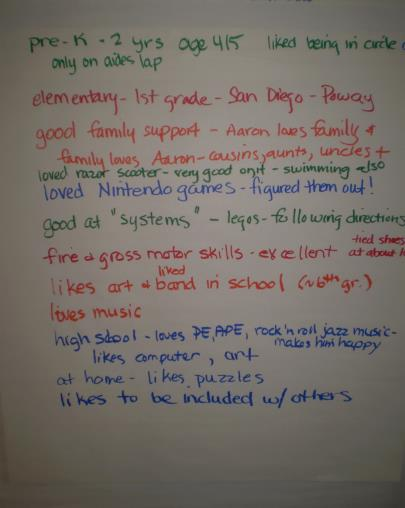 pre-K - 2 yrs age 4/5 liked being in circle
only on aides lap
elementary - 1st grade - San Diego - Poway
good family support - Aaron loves family &
family loves Aaron - cousins, aunts, uncles +
loved razor scooter - very good on it - swimming also
loved Nintendo games - figured them out!
good at "systems" - legos - following directions
fine & gross motor skills - excellent tied shoes at about
likes art & liked band in school (~6th gr.)
loves music
high school - loves PE, APE, rock'n roll jazz music -
makes him happy
likes computer, art
at home - likes puzzles
likes to be included w/ others